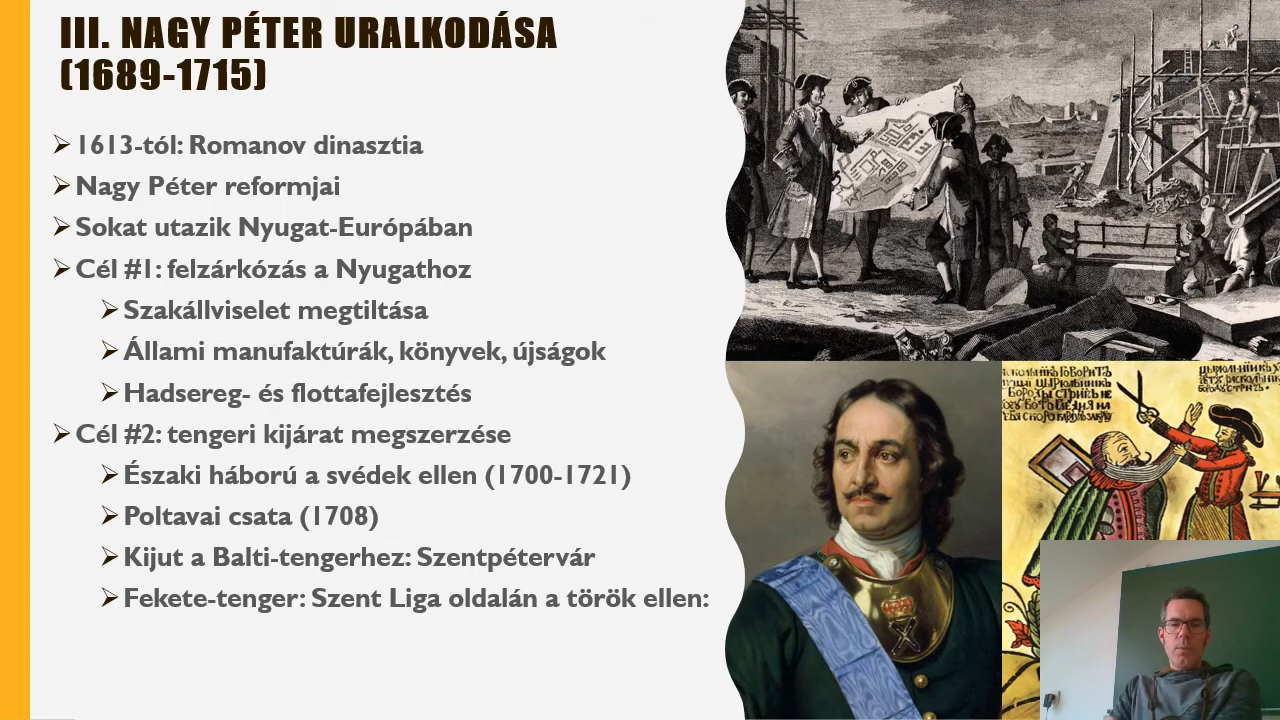 III. NAGY PÉTER URALKODÁSA
(1689-1715)
1613-tól: Romanov dinasztia
Nagy Péter reformjai
Sokat utazik Nyugat-Európában
Cél #1: felzárkózás a Nyugathoz
Szakállviselet megtiltása
Állami manufaktúrák, könyvek, újságok
Hadsereg- és flottafejlesztés
Cél #2: tengeri kijárat megszerzése
Északi háború a svédek ellen (1700-1721)
Poltavai csata (1708)
Kijut a Balti-tengerhez: Szentpétervár
Fekete-tenger: Szent Liga oldalán a török ellen: